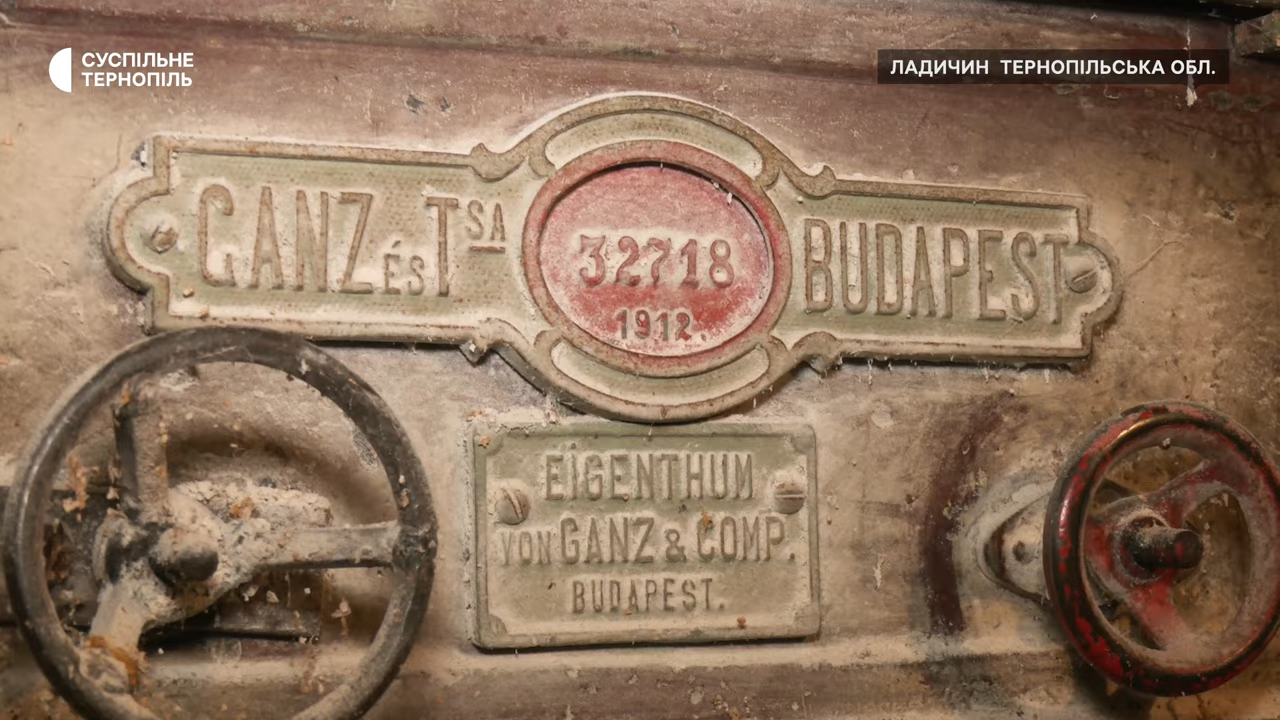 СУСПІЛЬНЕ
ТЕРНОПІЛЬ
ЛАДИЧИН ТЕРНОПІЛЬСЬКА ОБЛ.
GANZ ÉS TSA
32718
1912.
BUDAPEST
EIGENTHUM
VON GANZ & COMP.
BUDAPEST.